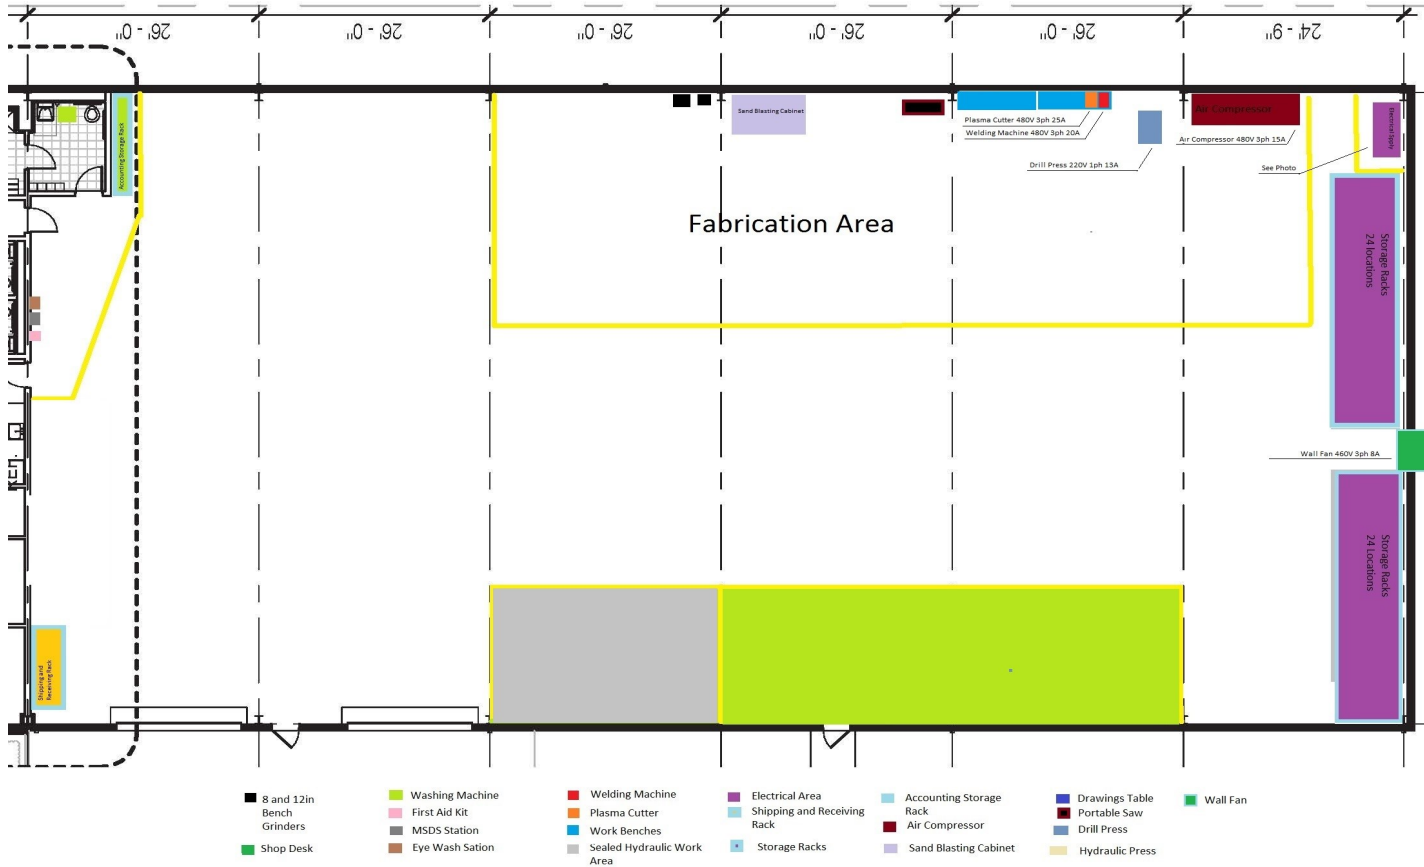 26' - 0"
26' - 0"
26' - 0"
26' - 0"
26' - 0"
24' - 9"
Accounting Storage Rack
Sand Blasting Cabinet
Plasma Cutter 480V 3ph 25A
Welding Machine 480V 3ph 20A
Drill Press 220V 1ph 13A
Air Compressor
Air Compressor 480V 3ph 15A
Electrical Spply
See Photo
Fabrication Area
Storage Racks
24 locations
Wall Fan 460V 3ph 8A
Storage Racks
24 Locations
Shipping and
Receiving Rack
8 and 12in
Bench
Grinders
Shop Desk
Washing Machine
First Aid Kit
MSDS Station
Eye Wash Sation
Welding Machine
Plasma Cutter
Work Benches
Sealed Hydraulic Work
Area
Electrical Area
Shipping and Receiving
Rack
Storage Racks
Accounting Storage
Rack
Air Compressor
Sand Blasting Cabinet
Drawings Table
Portable Saw
Drill Press
Hydraulic Press
Wall Fan